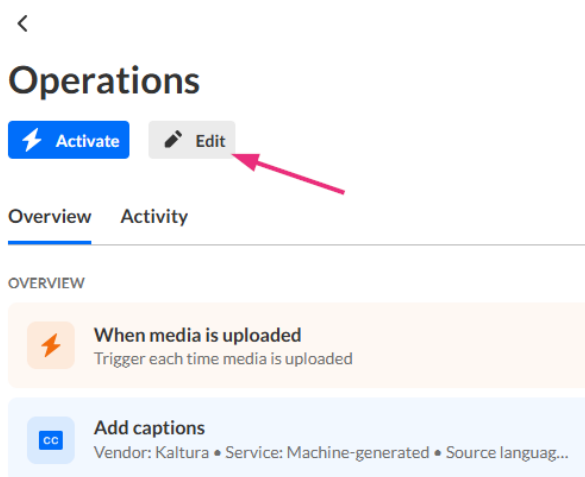 Operations
Activate
Edit
Overview Activity
OVERVIEW
When media is uploaded
Trigger each time media is uploaded
CC
Add captions
Vendor: Kaltura • Service: Machine-generated • Source languag...